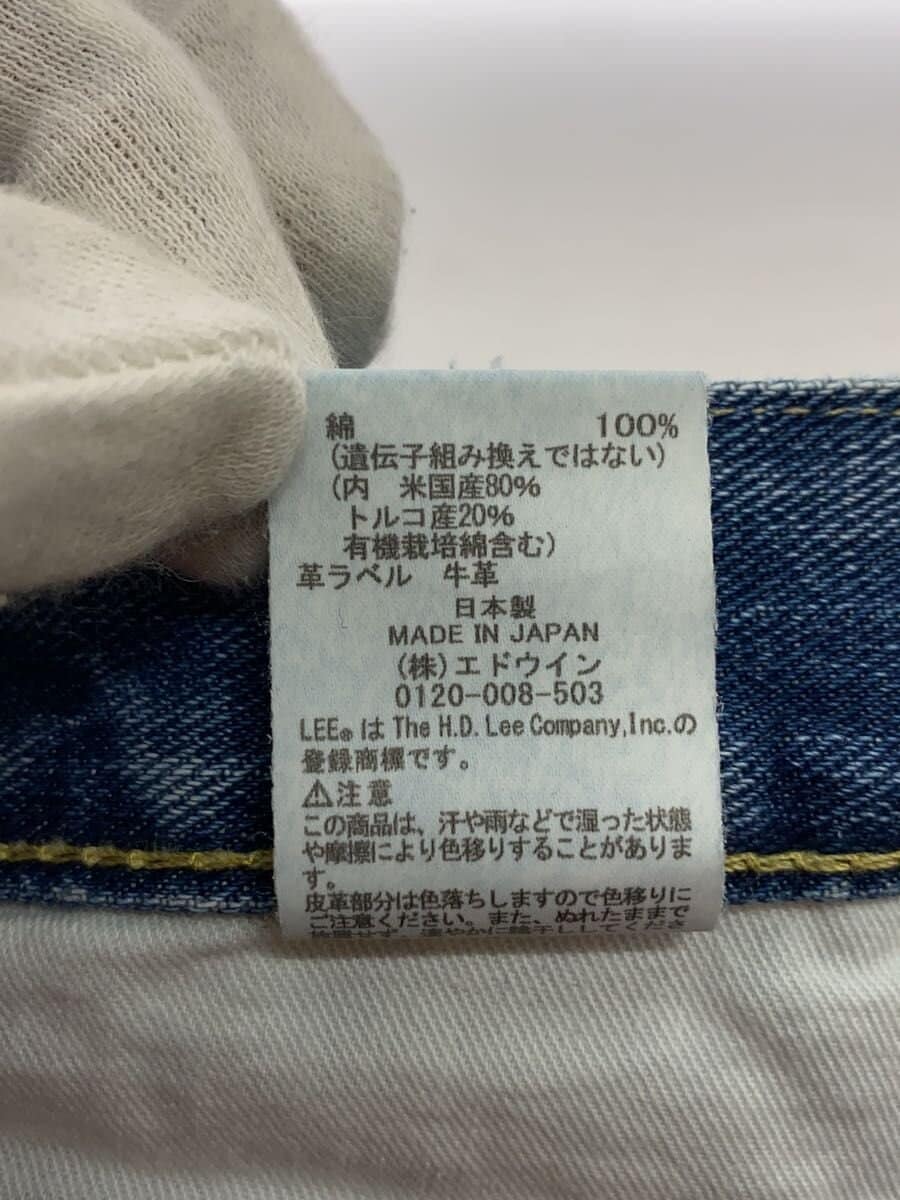 綿 100%
(遺伝子組み換えではない)
(内 米国産80%
トルコ産20%
有機栽培綿含む)
革ラベル 牛革
日本製
MADE IN JAPAN
(株)エドウイン
0120-008-503
LEE®は The H.D. Lee Company,Inc.の
登録商標です。
⚠注意
この商品は、汗や雨などで湿った状態
や摩擦により色移りすることがありま
す。
皮革部分は色落ちしますので色移りに
ご注意ください。また、ぬれたままで